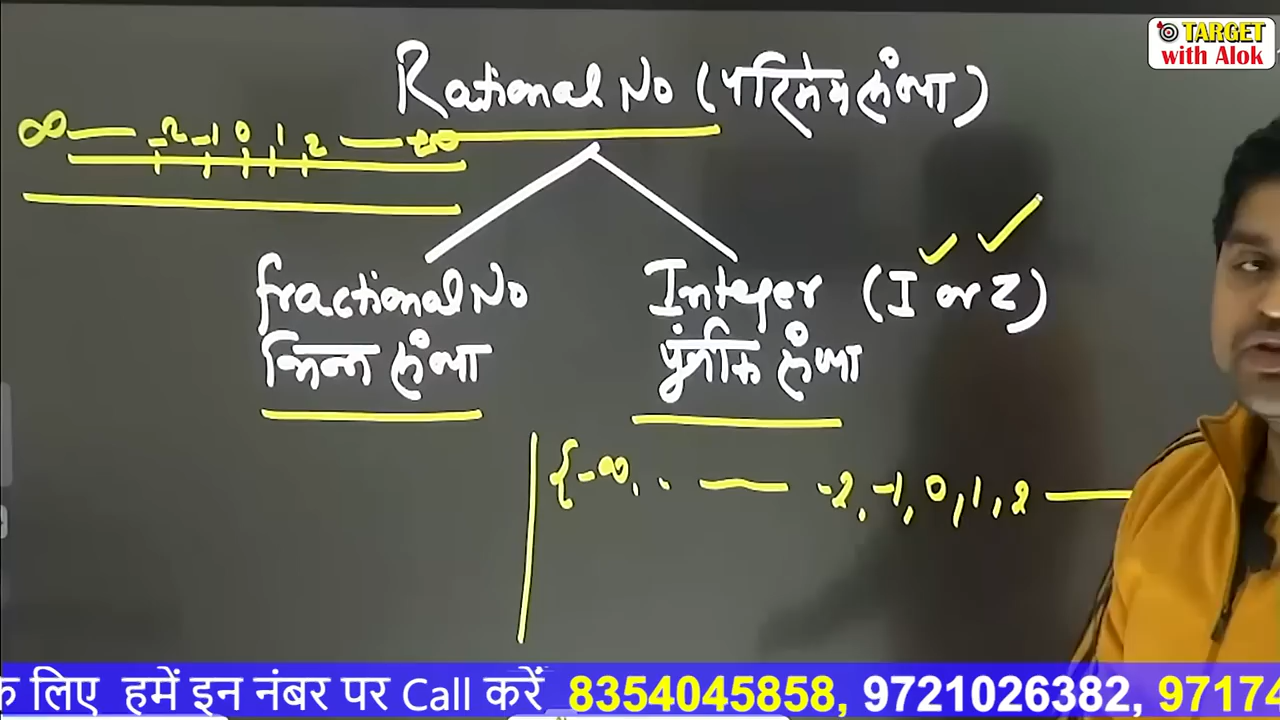 TARGET
with Alok
Rational No (परिमेय संख्या)
∞ — -2 -1 0 1 2 —
fractional No
भिन्न संख्या
Integer (I or Z)
पूर्णांक संख्या
{-∞, . — -2, -1, 0, 1, 2 —
लिए हमें इन नंबर पर Call करें 8354045858, 9721026382, 97174